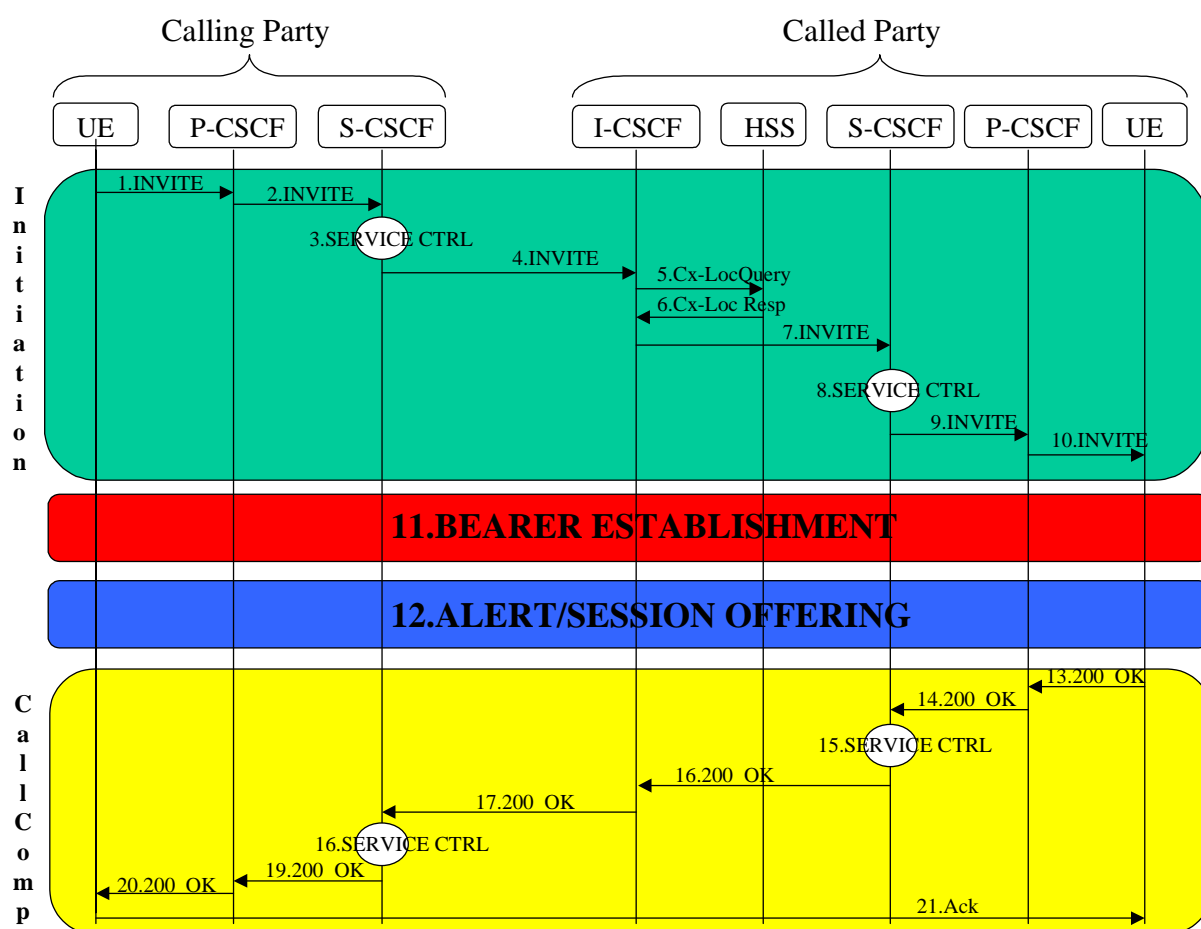 Calling Party
Called Party
UE
P-CSCF
S-CSCF
I-CSCF
HSS
S-CSCF
P-CSCF
UE
Initiation
1.INVITE
2.INVITE
3.SERVICE CTRL
4.INVITE
5.Cx-LocQuery
6.Cx-Loc Resp
7.INVITE
8.SERVICE CTRL
9.INVITE
10.INVITE
11.BEARER ESTABLISHMENT
12.ALERT/SESSION OFFERING
CallComp
13.200 OK
14.200 OK
15.SERVICE CTRL
16.200 OK
17.200 OK
16.SERVICE CTRL
19.200 OK
20.200 OK
21.Ack